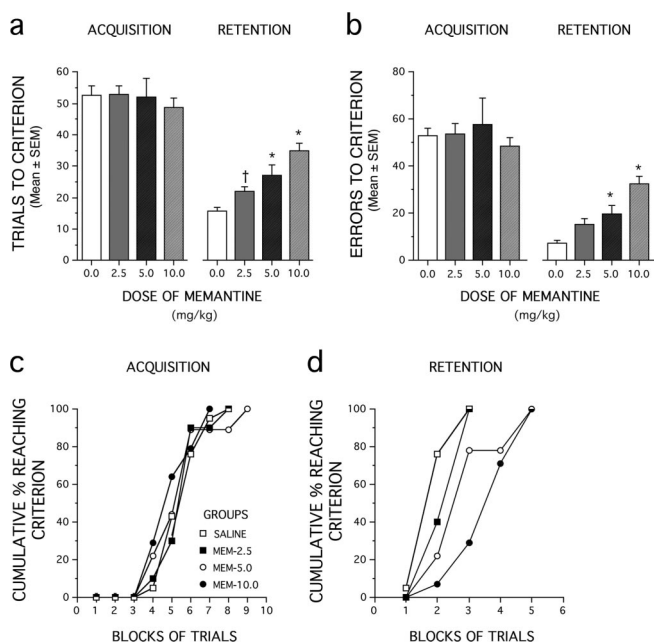 a
ACQUISITION
RETENTION
TRIALS TO CRITERION
(Mean ± SEM)
60
50
40
30
20
10
0
†
*
*
0.0 2.5 5.0 10.0
0.0 2.5 5.0 10.0
DOSE OF MEMANTINE
(mg/kg)
b
ACQUISITION
RETENTION
ERRORS TO CRITERION
(Mean ± SEM)
80
60
40
20
0
*
*
0.0 2.5 5.0 10.0
0.0 2.5 5.0 10.0
DOSE OF MEMANTINE
(mg/kg)
c
ACQUISITION
CUMULATIVE % REACHING
CRITERION
100
80
60
40
20
0
GROUPS
SALINE
MEM-2.5
MEM-5.0
MEM-10.0
0 1 2 3 4 5 6 7 8 9 10
BLOCKS OF TRIALS
d
RETENTION
CUMULATIVE % REACHING
CRITERION
100
80
60
40
20
0
0 1 2 3 4 5 6
BLOCKS OF TRIALS